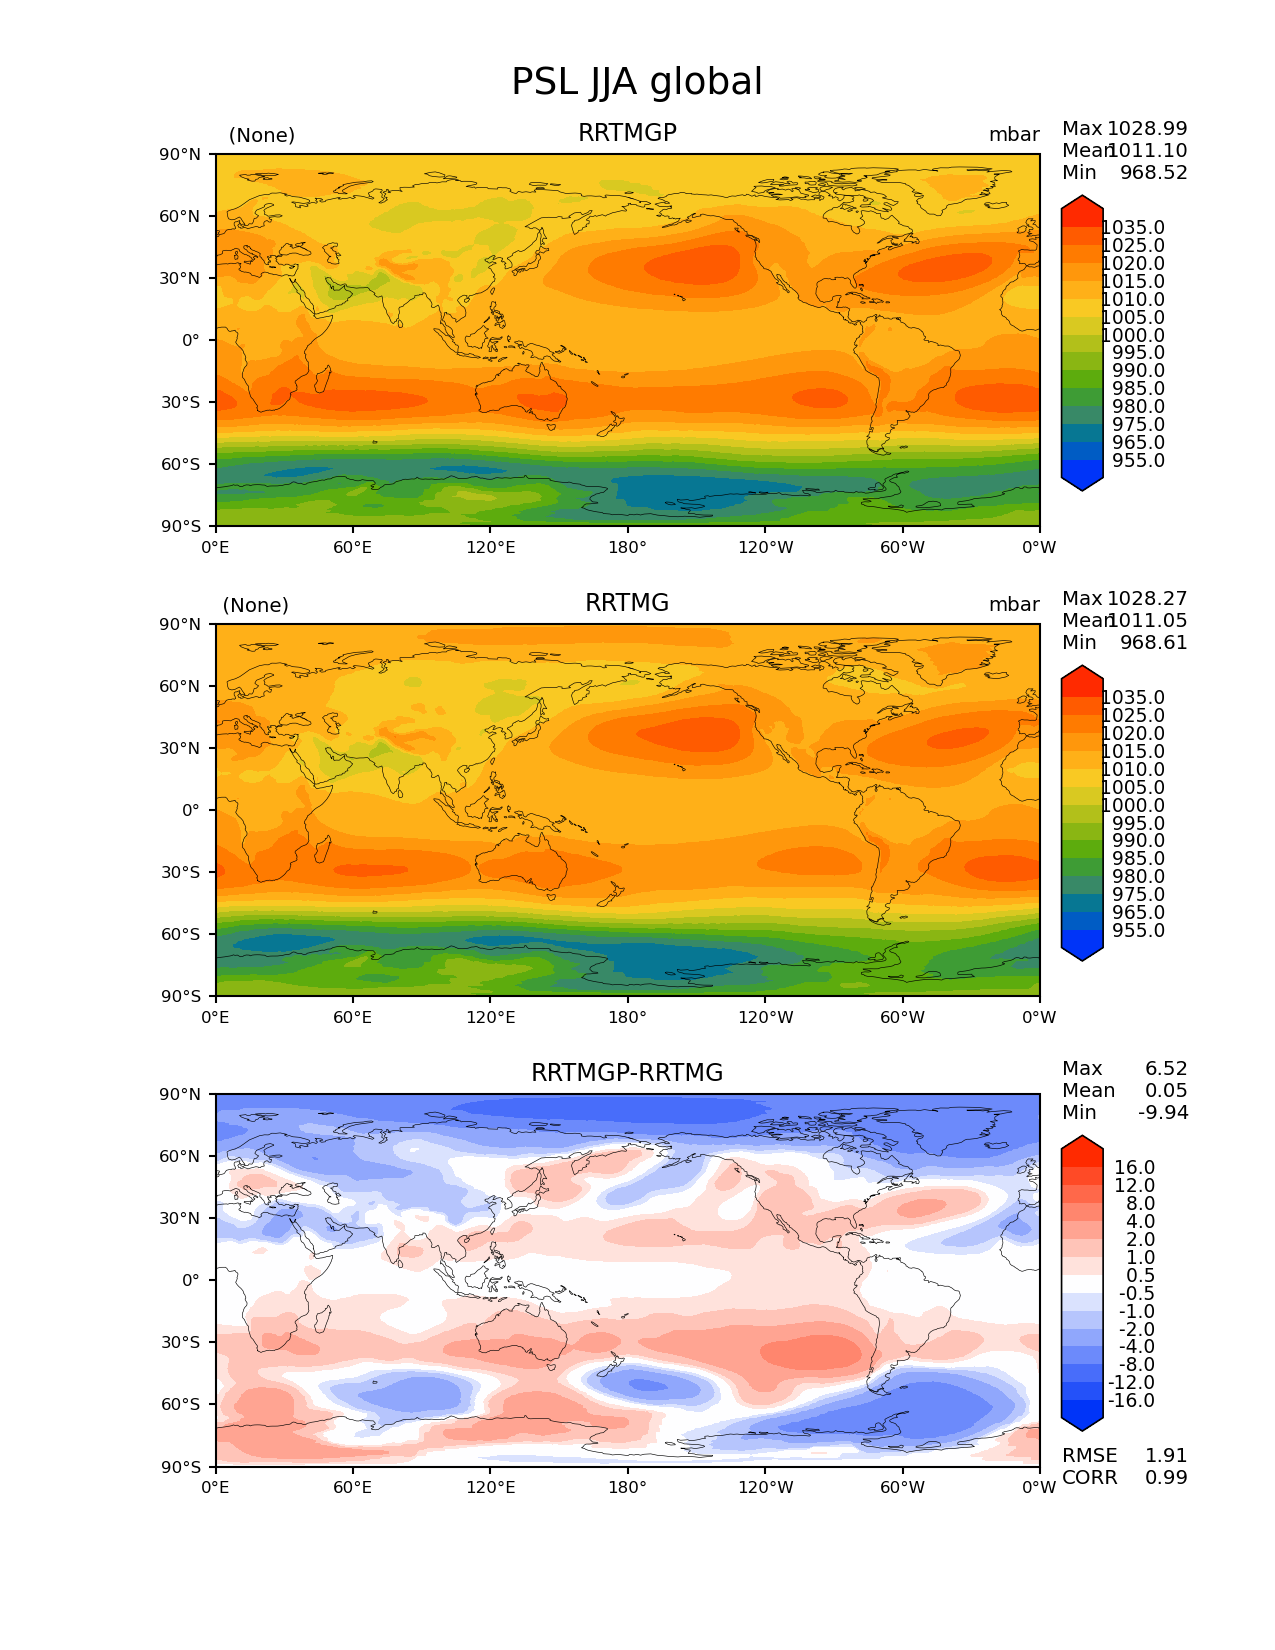 PSL JJA global
(None) RRTMGP mbar
Max 1028.99
Mean 1011.10
Min 968.52
90°N
60°N
30°N
0°
30°S
60°S
90°S
0°E 60°E 120°E 180° 120°W 60°W 0°W
1035.0
1025.0
1020.0
1015.0
1010.0
1005.0
1000.0
995.0
990.0
985.0
980.0
975.0
965.0
955.0
(None) RRTMG mbar
Max 1028.27
Mean 1011.05
Min 968.61
90°N
60°N
30°N
0°
30°S
60°S
90°S
0°E 60°E 120°E 180° 120°W 60°W 0°W
1035.0
1025.0
1020.0
1015.0
1010.0
1005.0
1000.0
995.0
990.0
985.0
980.0
975.0
965.0
955.0
RRTMGP-RRTMG
Max 6.52
Mean 0.05
Min -9.94
90°N
60°N
30°N
0°
30°S
60°S
90°S
0°E 60°E 120°E 180° 120°W 60°W 0°W
16.0
12.0
8.0
4.0
2.0
1.0
0.5
-0.5
-1.0
-2.0
-4.0
-8.0
-12.0
-16.0
RMSE 1.91
CORR 0.99